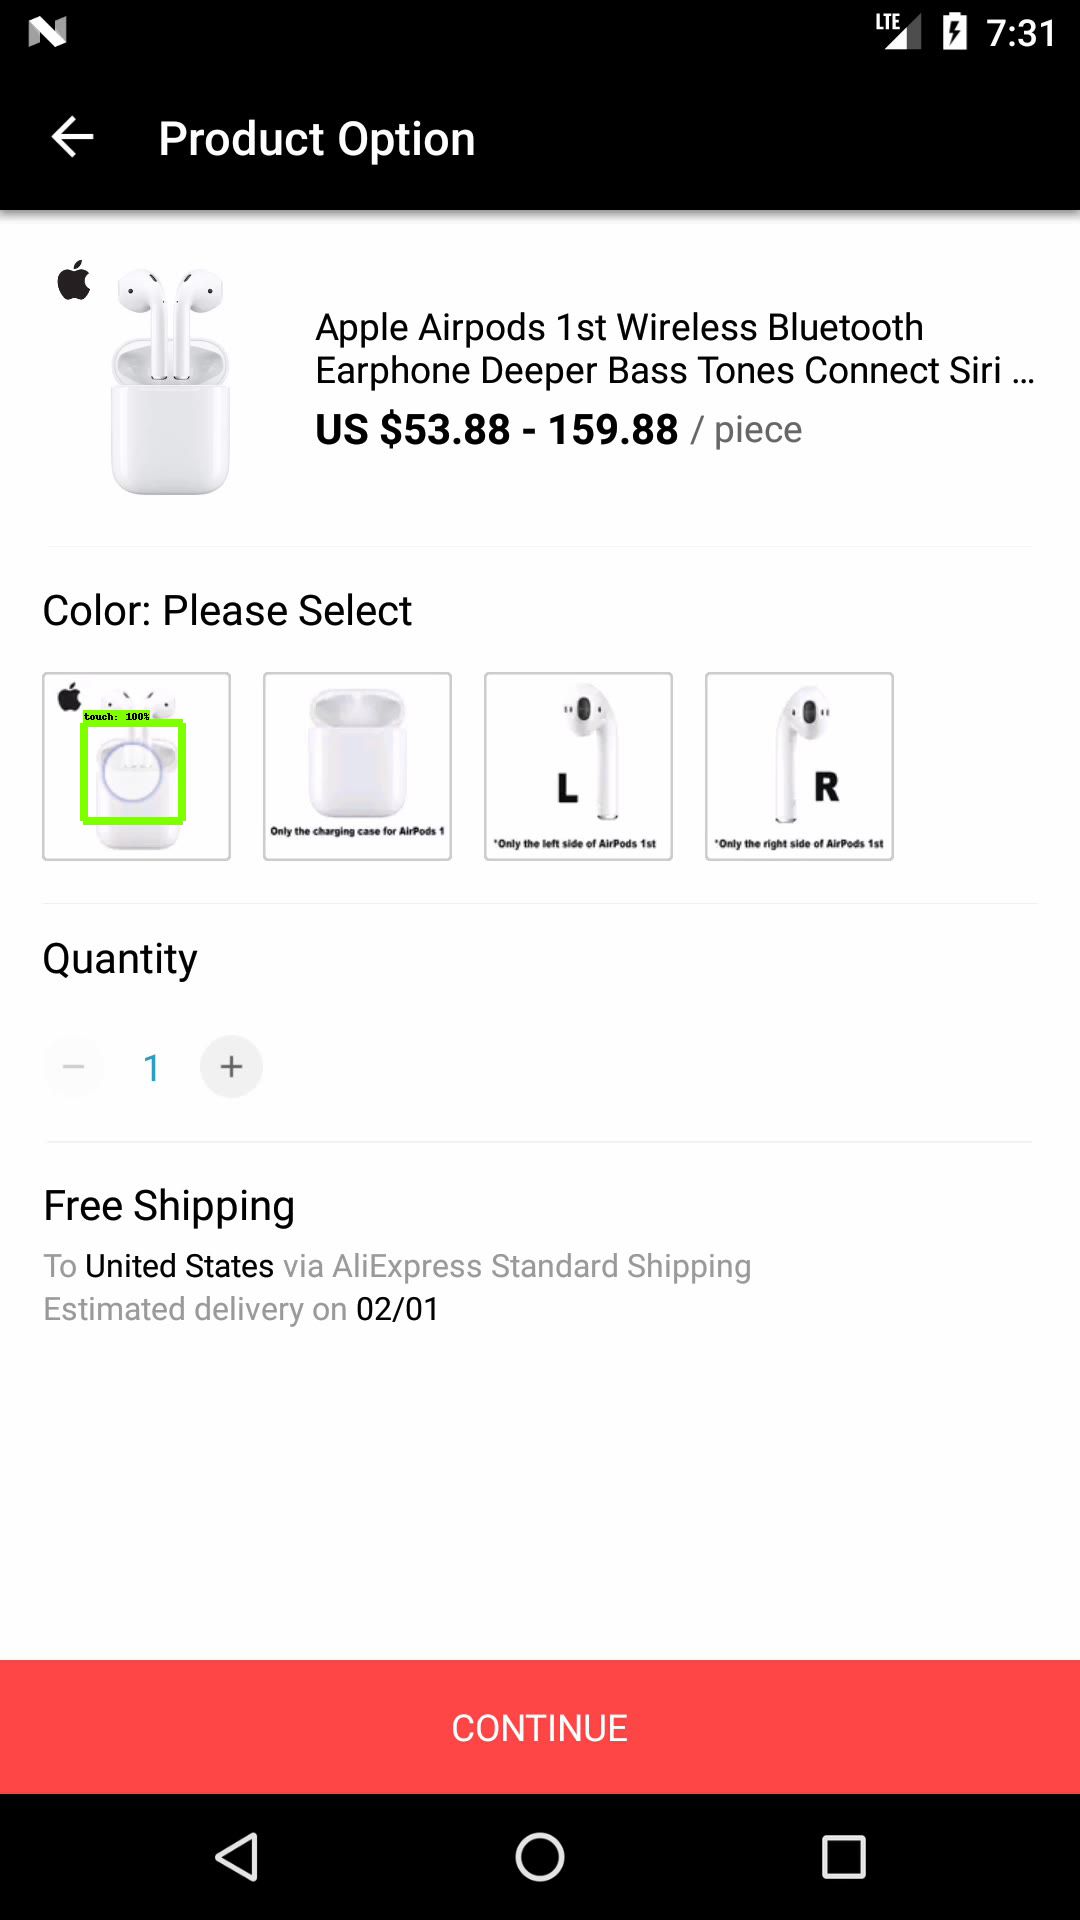 LTE 7:31
Product Option
Apple Airpods 1st Wireless Bluetooth
Earphone Deeper Bass Tones Connect Siri ...
US $53.88 - 159.88 / piece
Color: Please Select
touch: 100%
Only the charging case for AirPods 1
L
*Only the left side of AirPods 1st
R
*Only the right side of AirPods 1st
Quantity
1
Free Shipping
To United States via AliExpress Standard Shipping
Estimated delivery on 02/01
CONTINUE